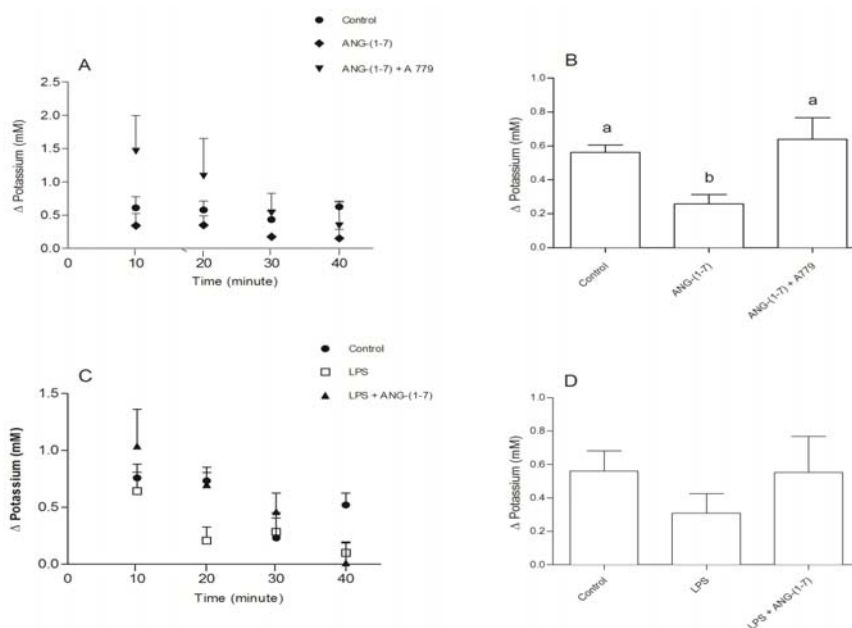 Control
ANG-(1-7)
ANG-(1-7) + A 779
A
Δ Potassium (mM)
2.5
2.0
1.5
1.0
0.5
0.0
0
10
20
30
40
Time (minute)
B
Δ Potassium (mM)
1.0
0.8
0.6
0.4
0.2
0.0
a
b
a
Control
ANG-(1-7)
ANG-(1-7) + A779
Control
LPS
LPS + ANG-(1-7)
C
Δ Potassium (mM)
1.5
1.0
0.5
0.0
0
10
20
30
40
Time (minute)
D
Δ Potassium (mM)
1.0
0.8
0.6
0.4
0.2
0.0
Control
LPS
LPS + ANG-(1-7)